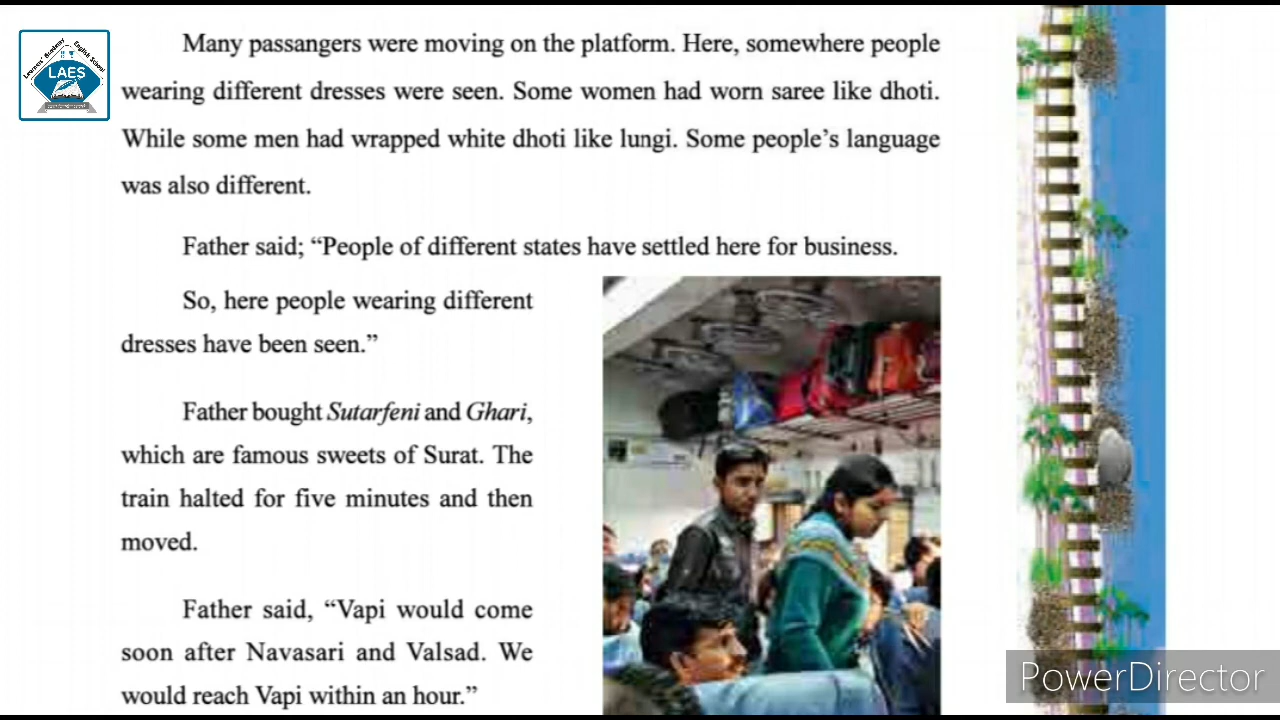 Learners' Academy English School
LAES
Many passangers were moving on the platform. Here, somewhere people
wearing different dresses were seen. Some women had worn saree like dhoti.
While some men had wrapped white dhoti like lungi. Some people's language
was also different.
Father said; “People of different states have settled here for business.
So, here people wearing different
dresses have been seen.”
Father bought Sutarfeni and Ghari,
which are famous sweets of Surat. The
train halted for five minutes and then
moved.
Father said, “Vapi would come
soon after Navasari and Valsad. We
would reach Vapi within an hour.”
PowerDirector